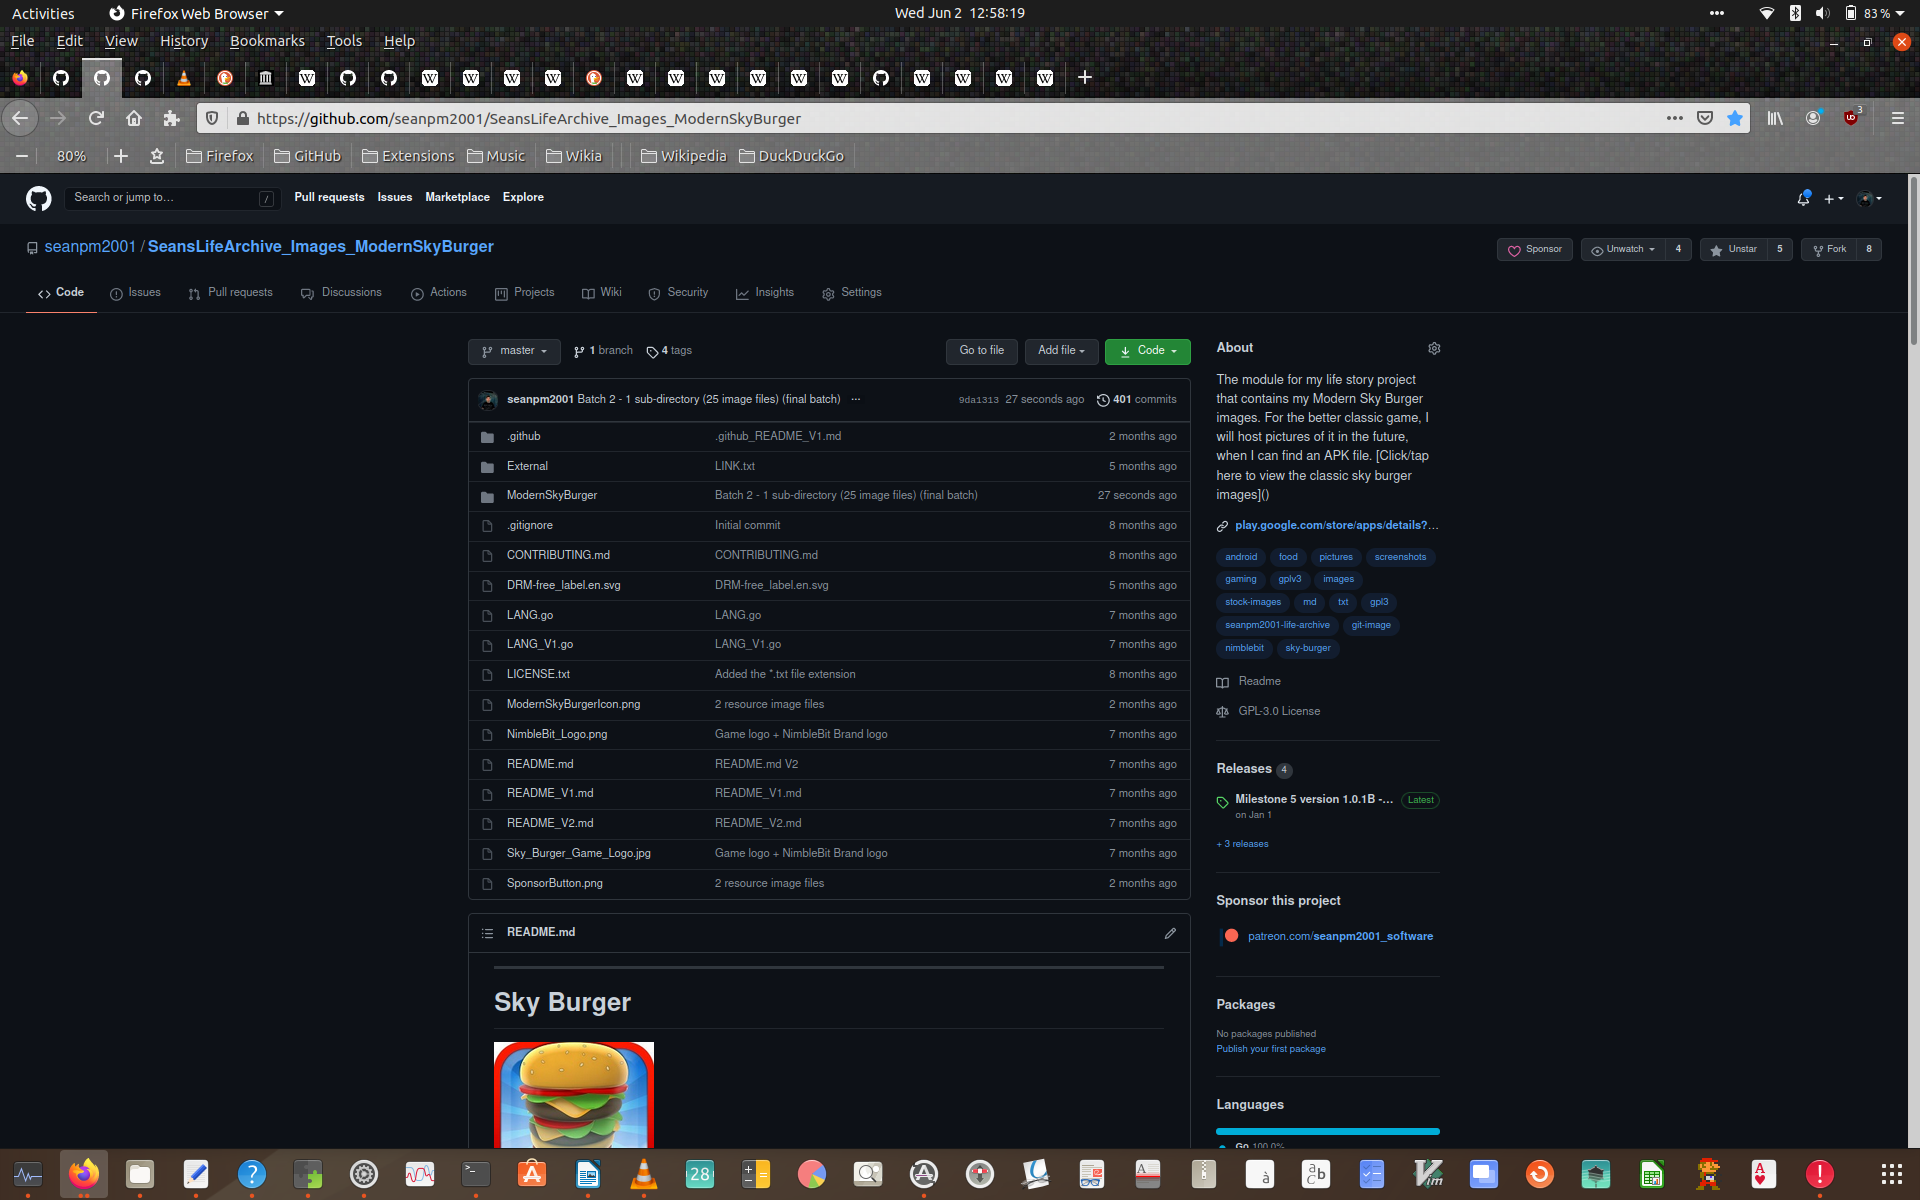 Activities Firefox Web Browser Wed Jun 2 12:58:19 83 %
File Edit View History Bookmarks Tools Help
https://github.com/seanpm2001/SeansLifeArchive_Images_ModernSkyBurger 3
80% Firefox GitHub Extensions Music Wikia Wikipedia DuckDuckGo
Search or jump to... / Pull requests Issues Marketplace Explore
seanpm2001 / SeansLifeArchive_Images_ModernSkyBurger Sponsor Unwatch 4 Unstar 5 Fork 8
Code Issues Pull requests Discussions Actions Projects Wiki Security Insights Settings
master 1 branch 4 tags Go to file Add file Code
seanpm2001 Batch 2 - 1 sub-directory (25 image files) (final batch) ... 9da1313 27 seconds ago 401 commits
.github .github_README_V1.md 2 months ago
External LINK.txt 5 months ago
ModernSkyBurger Batch 2 - 1 sub-directory (25 image files) (final batch) 27 seconds ago
.gitignore Initial commit 8 months ago
CONTRIBUTING.md CONTRIBUTING.md 8 months ago
DRM-free_label.en.svg DRM-free_label.en.svg 5 months ago
LANG.go LANG.go 7 months ago
LANG_V1.go LANG_V1.go 7 months ago
LICENSE.txt Added the *.txt file extension 8 months ago
ModernSkyBurgerIcon.png 2 resource image files 2 months ago
NimbleBit_Logo.png Game logo + NimbleBit Brand logo 7 months ago
README.md README.md V2 7 months ago
README_V1.md README_V1.md 7 months ago
README_V2.md README_V2.md 7 months ago
Sky_Burger_Game_Logo.jpg Game logo + NimbleBit Brand logo 7 months ago
SponsorButton.png 2 resource image files 2 months ago
README.md
Sky Burger
About
The module for my life story project
that contains my Modern Sky Burger
images. For the better classic game, I
will host pictures of it in the future,
when I can find an APK file. [Click/tap
here to view the classic sky burger
images]()
play.google.com/store/apps/details?...
android food pictures screenshots
gaming gplv3 images
stock-images md txt gpl3
seanpm2001-life-archive git-image
nimblebit sky-burger
Readme
GPL-3.0 License
Releases 4
Milestone 5 version 1.0.1B -... Latest
on Jan 1
+ 3 releases
Sponsor this project
patreon.com/seanpm2001_software
Packages
No packages published
Publish your first package
Languages
Go 100.0%
28